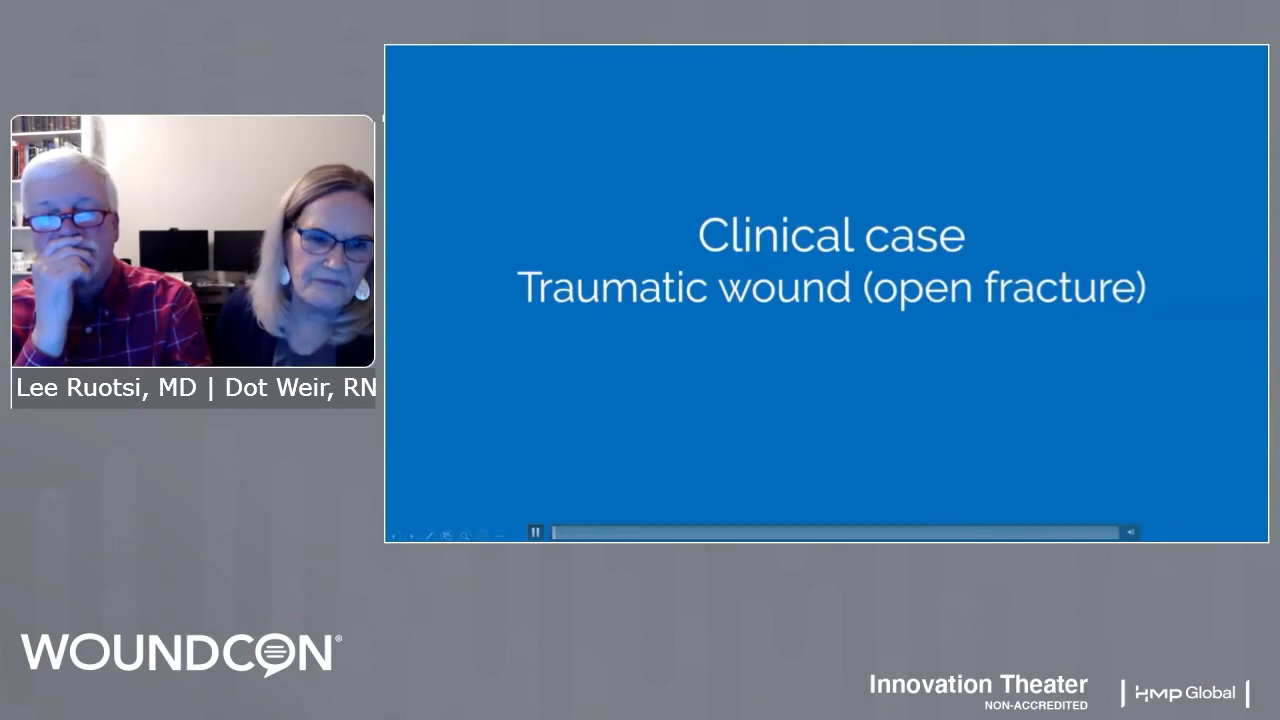 Clinical case
Traumatic wound (open fracture)
Lee Ruotsi, MD | Dot Weir, RN
WOUNDCON®
Innovation Theater
NON-ACCREDITED
HMP Global